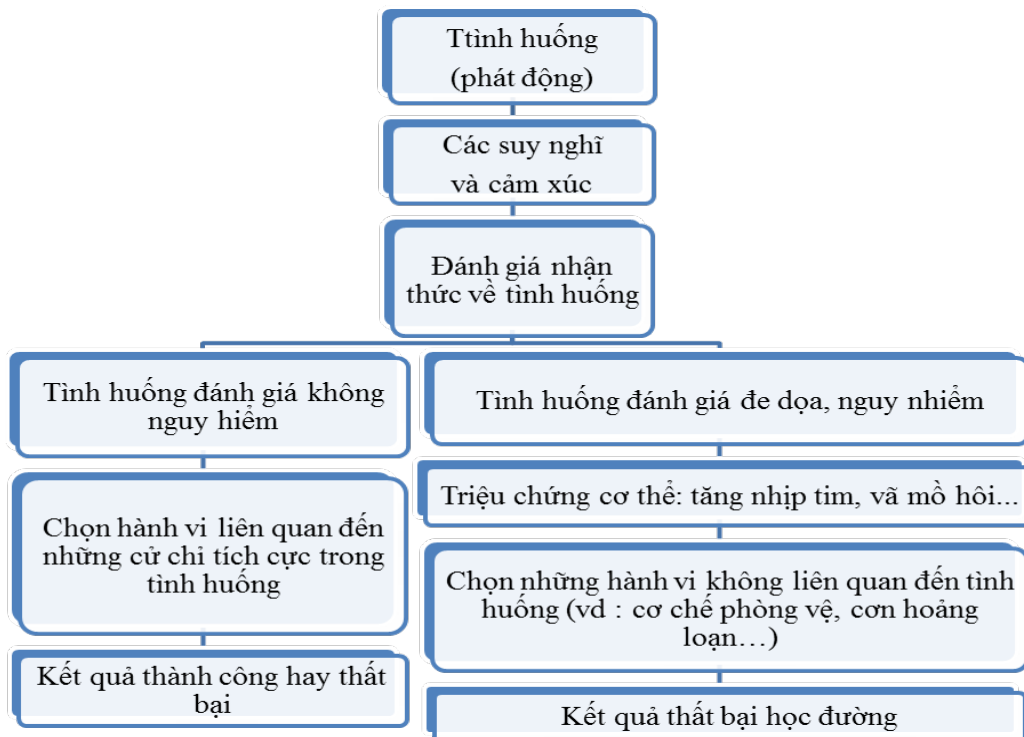 Ttình huống
(phát động)
Các suy nghĩ
và cảm xúc
Đánh giá nhận
thức về tình huống
Tình huống đánh giá không
nguy hiểm
Chọn hành vi liên quan đến
những cử chỉ tích cực trong
tình huống
Kết quả thành công hay thất
bại
Tình huống đánh giá đe dọa, nguy nhiểm
Triệu chứng cơ thể: tăng nhịp tim, vã mồ hôi...
Chọn những hành vi không liên quan đến tình
huống (vd : cơ chế phòng vệ, cơn hoảng
loạn…)
Kết quả thất bại học đường